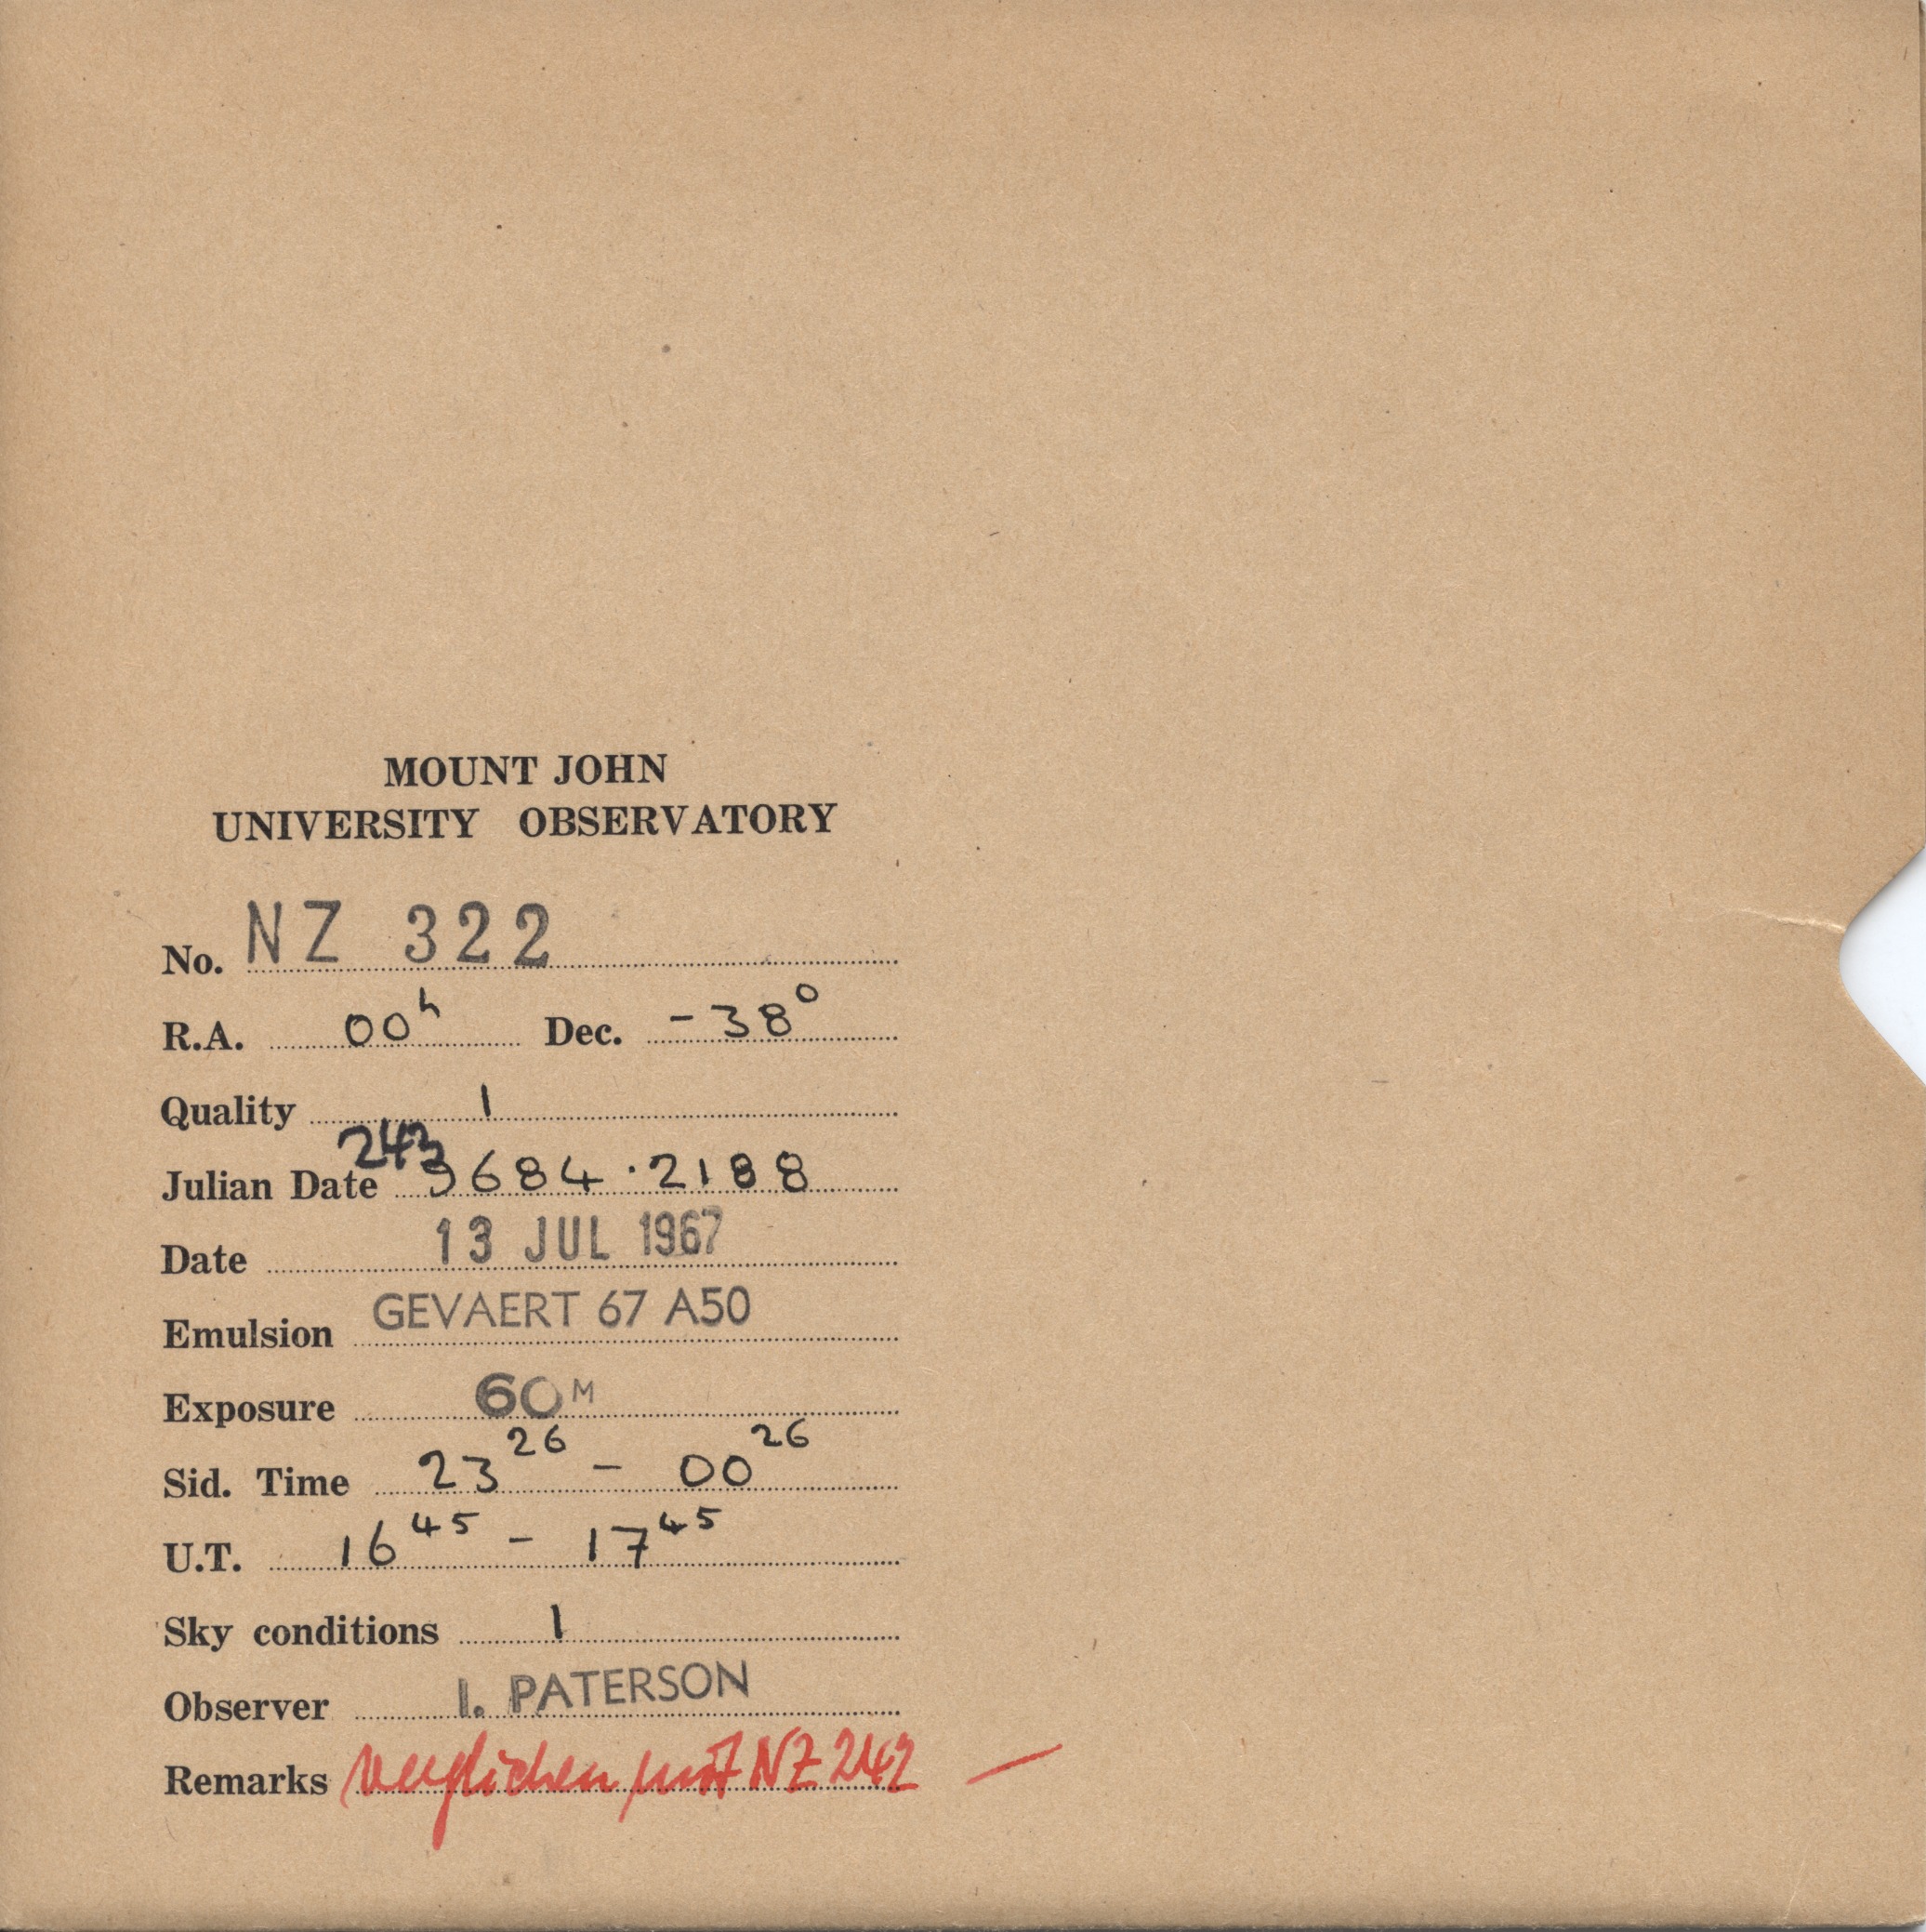 MOUNT JOHN
UNIVERSITY OBSERVATORY
No. NZ 322
R.A. 00h Dec. -38°
Quality 1
Julian Date 2439684.2188
Date 13 JUL 1967
Emulsion GEVAERT 67 A50
Exposure 60M
Sid. Time 23 26 - 00 26
U.T. 16 45 - 17 45
Sky conditions 1
Observer I. PATERSON
Remarks verglichen mit NZ 242 —